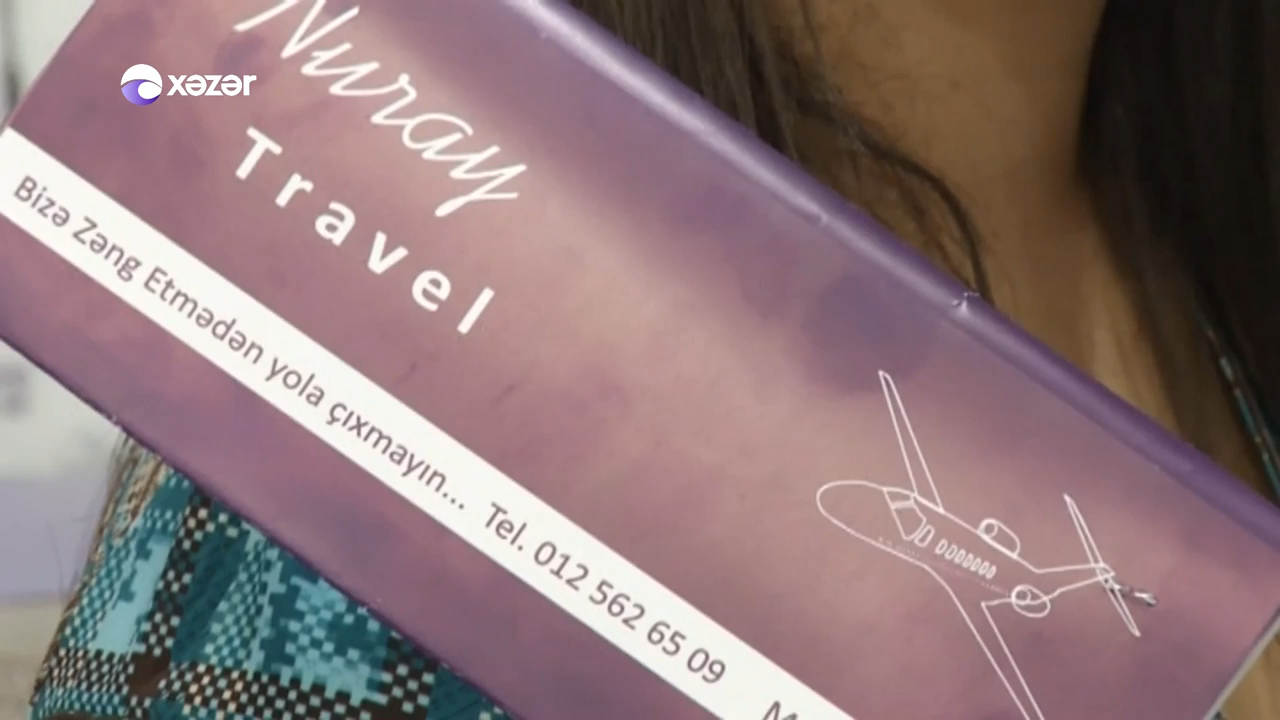 xəzər
Nuray
Travel
Bizə Zəng Etmədən yola çıxmayın... Tel. 012 562 65 09